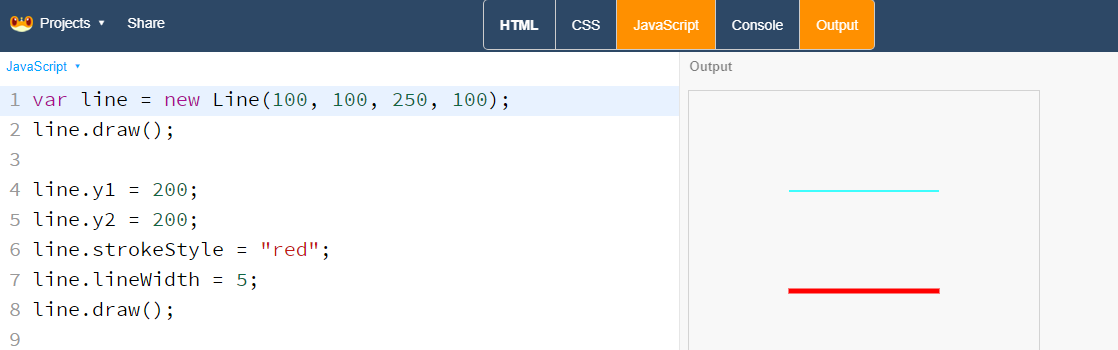 Projects ▾ Share HTML CSS JavaScript Console Output
JavaScript ▾
1 var line = new Line(100, 100, 250, 100);
2 line.draw();
3
4 line.y1 = 200;
5 line.y2 = 200;
6 line.strokeStyle = "red";
7 line.lineWidth = 5;
8 line.draw();
9
Output